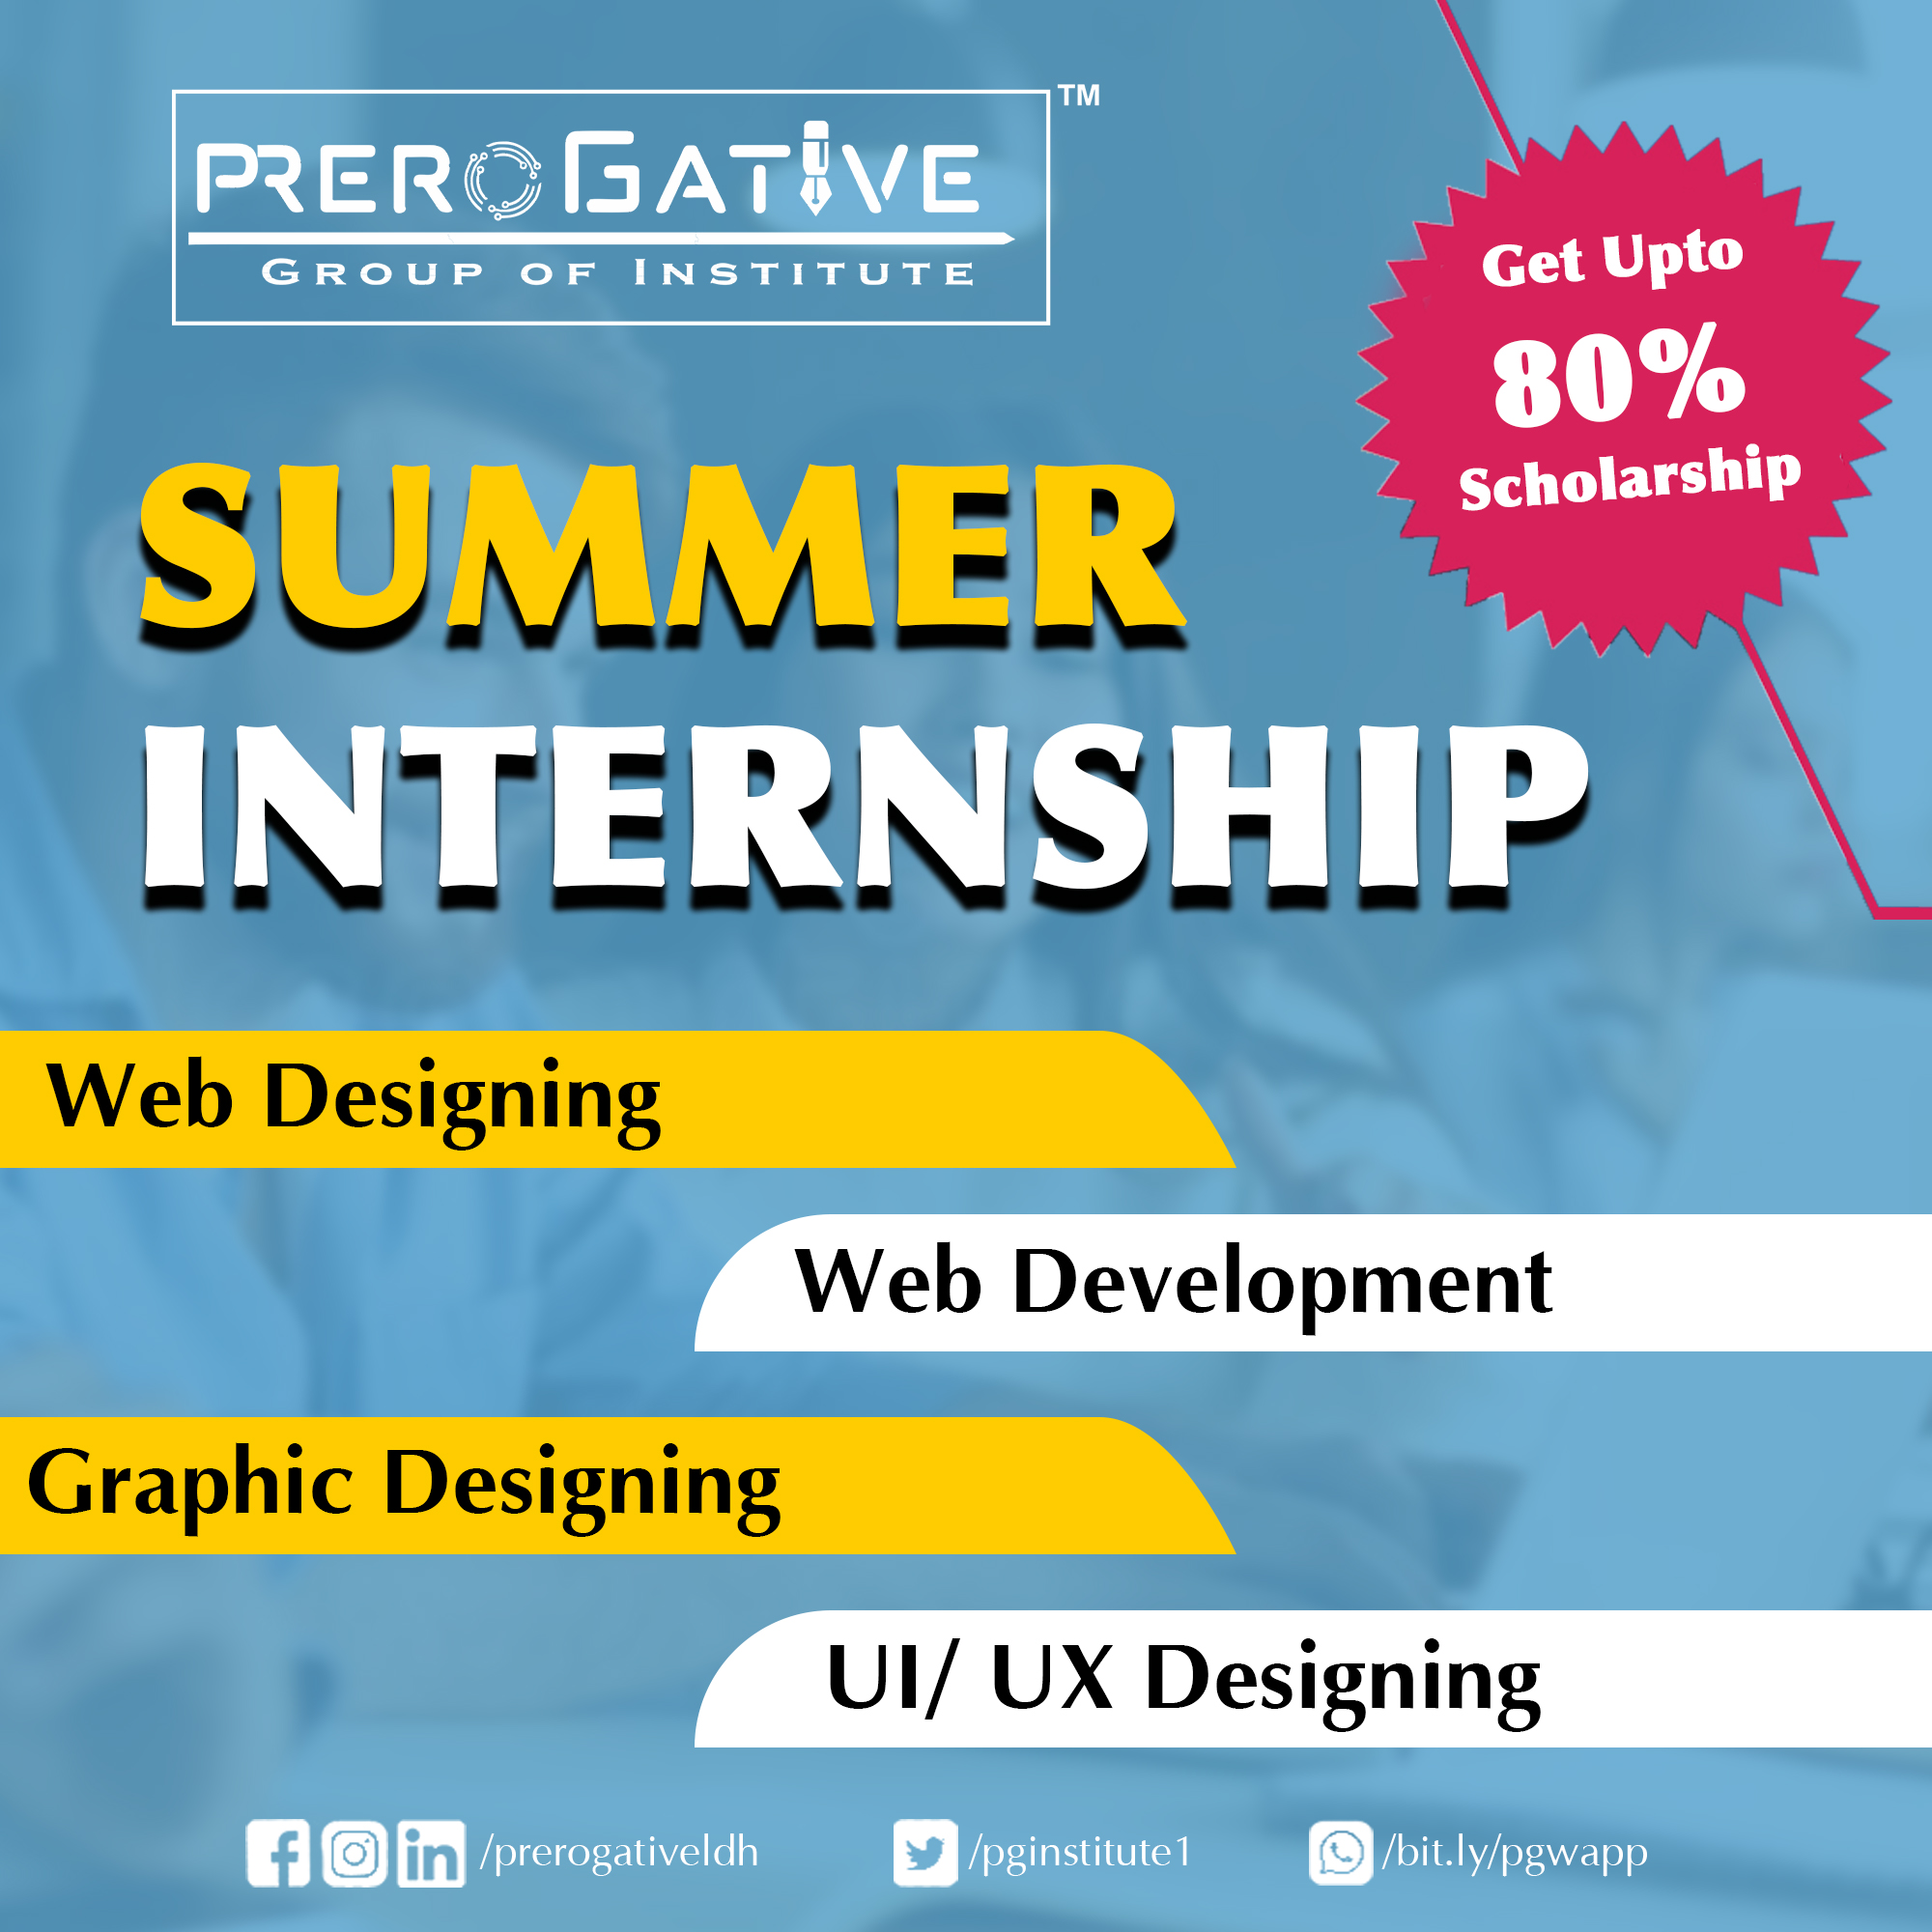 PREROGATIVE TM
GROUP OF INSTITUTE
Get Upto
80%
Scholarship
SUMMER
INTERNSHIP
Web Designing
Web Development
Graphic Designing
UI/ UX Designing
/prerogativeldh /pginstitute1 /bit.ly/pgwapp